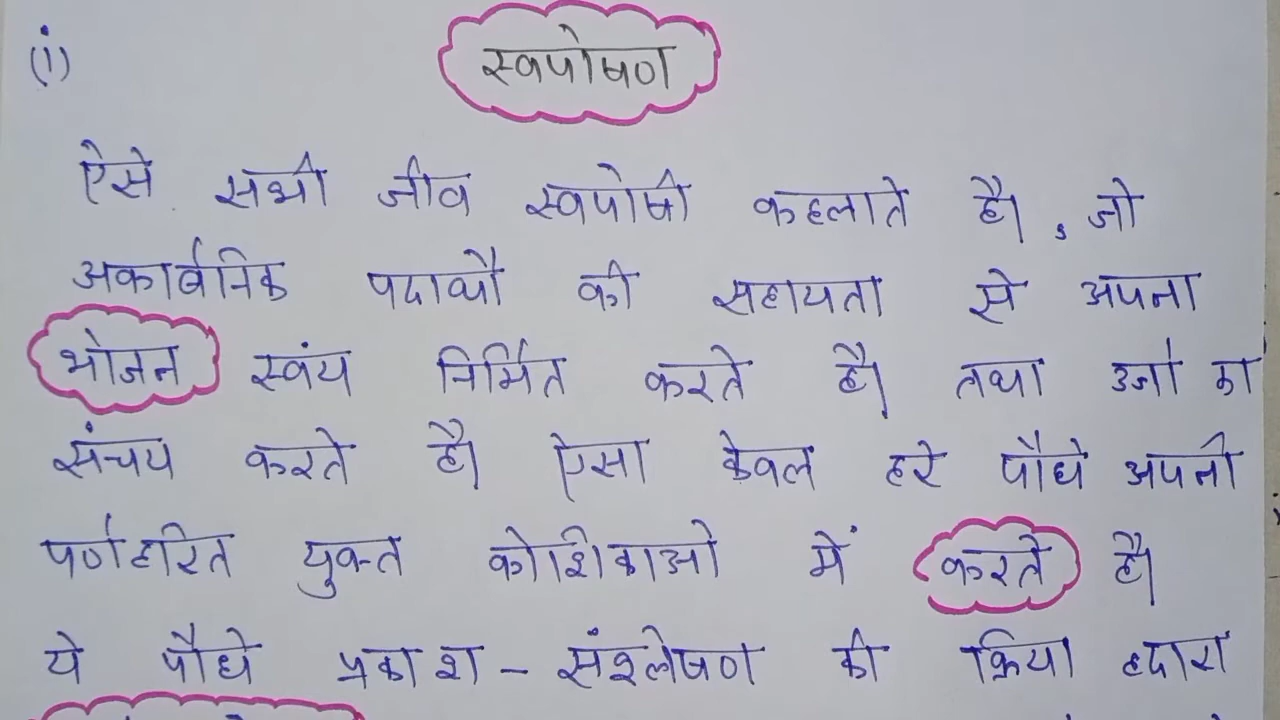 (i)
स्वपोषण
ऐसे सभी जीव स्वपोषी कहलाते है। , जो
अकार्बनिक पदार्थो की सहायता से अपना
भोजन स्वंय निर्मित करते है। तथा उर्जा का
संचय करते है। ऐसा केवल हरे पौधे अपनी
पर्णहरित युक्त कोशिकाओ में करते है।
ये पौधे प्रकाश - संश्लेषण की क्रिया द्वारा